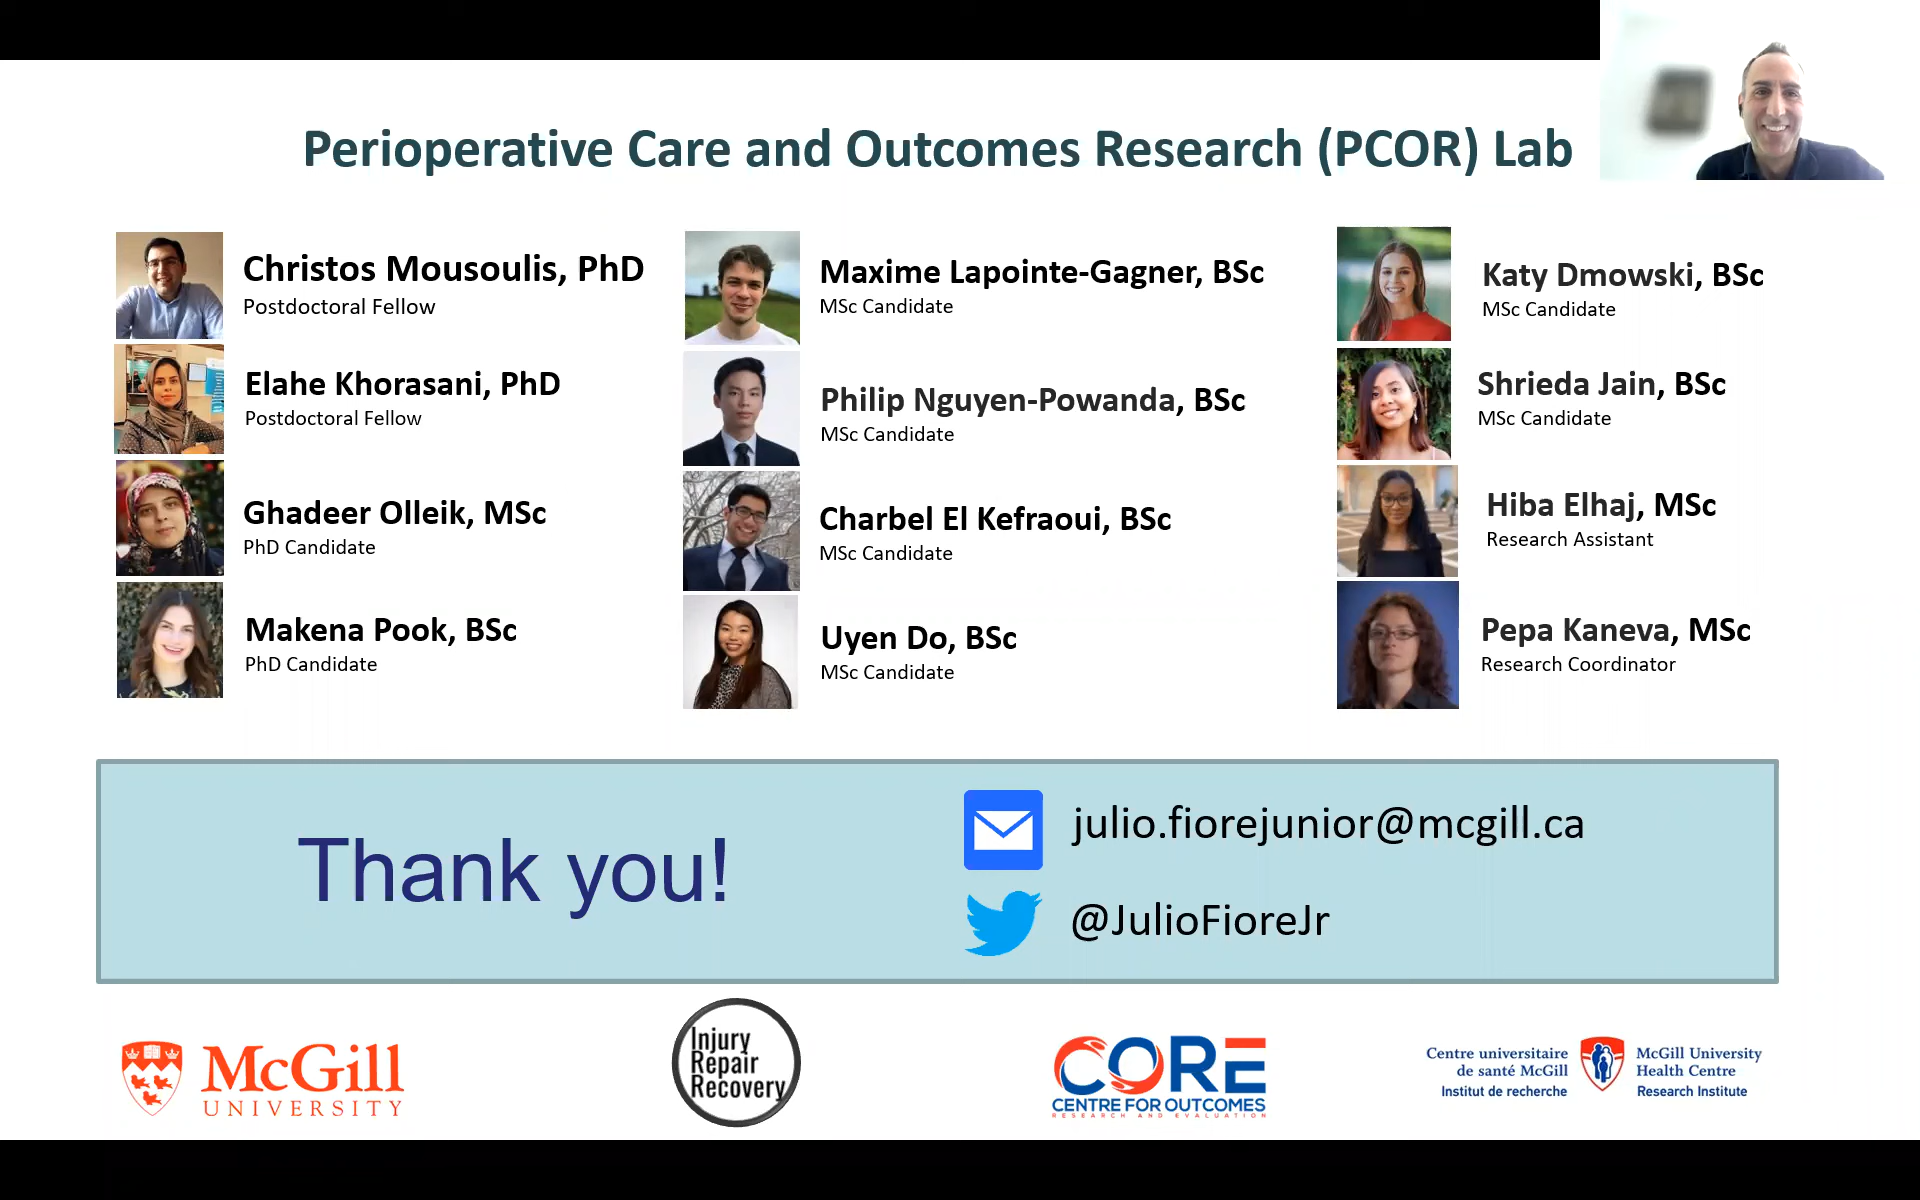 Perioperative Care and Outcomes Research (PCOR) Lab
Christos Mousoulis, PhD
Postdoctoral Fellow
Elahe Khorasani, PhD
Postdoctoral Fellow
Ghadeer Olleik, MSc
PhD Candidate
Makena Pook, BSc
PhD Candidate
Maxime Lapointe-Gagner, BSc
MSc Candidate
Philip Nguyen-Powanda, BSc
MSc Candidate
Charbel El Kefraoui, BSc
MSc Candidate
Uyen Do, BSc
MSc Candidate
Katy Dmowski, BSc
MSc Candidate
Shrieda Jain, BSc
MSc Candidate
Hiba Elhaj, MSc
Research Assistant
Pepa Kaneva, MSc
Research Coordinator
Thank you!
julio.fiorejunior@mcgill.ca
@JulioFioreJr
McGill
UNIVERSITY
Injury
Repair
Recovery
CORE
CENTRE FOR OUTCOMES
RESEARCH AND EVALUATION
Centre universitaire
de santé McGill
Institut de recherche
McGill University
Health Centre
Research Institute